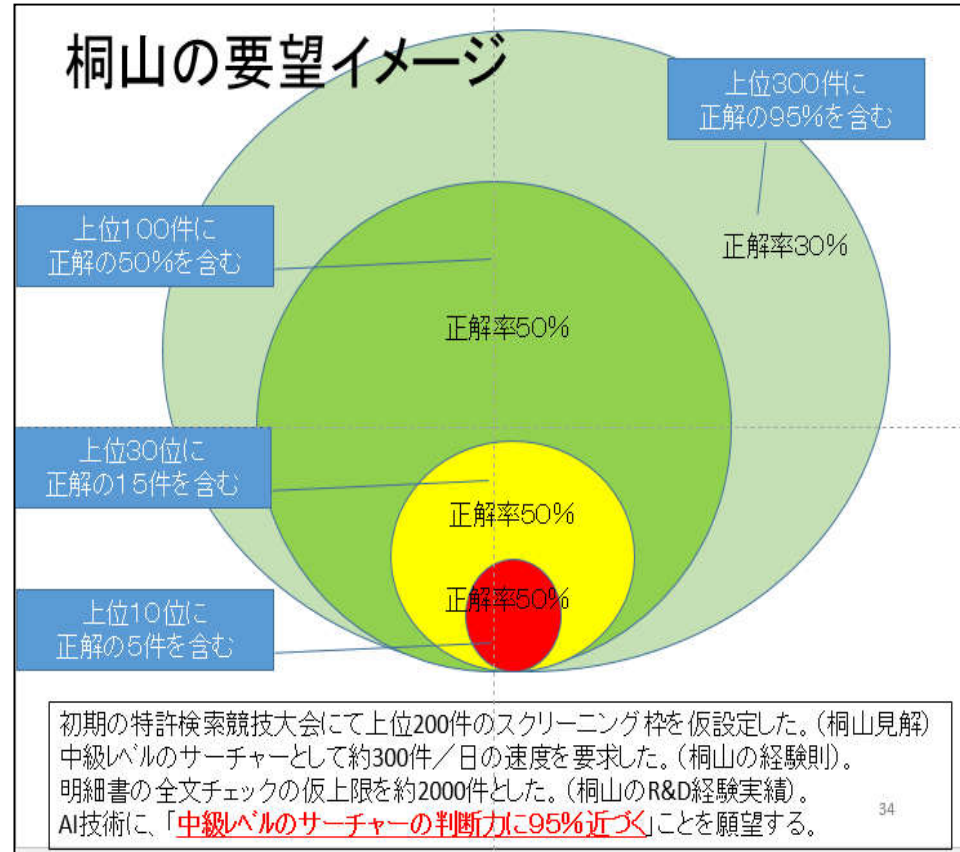 桐山の要望イメージ
上位300件に
正解の95%を含む
上位100件に
正解の50%を含む
正解率30%
正解率50%
上位30位に
正解の15件を含む
正解率50%
正解率50%
上位10位に
正解の5件を含む
初期の特許検索競技大会にて上位200件のスクリーニング枠を仮設定した。(桐山見解)
中級レベルのサーチャーとして約300件/日の速度を要求した。(桐山の経験則)。
明細書の全文チェックの仮上限を約2000件とした。(桐山のR&D経験実績)。
AI技術に、「中級レベルのサーチャーの判断力に95%近づく」ことを願望する。
34